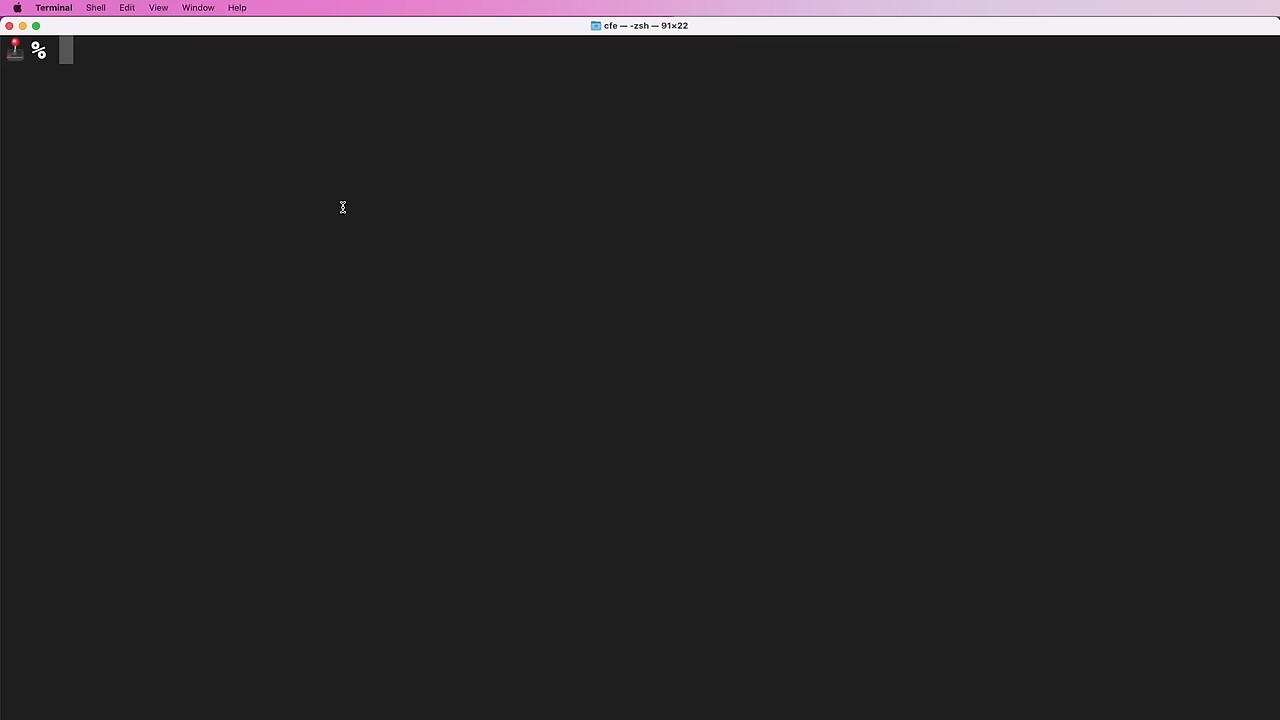 Terminal Shell Edit View Window Help
cfe — -zsh — 91×22
🕹️ %